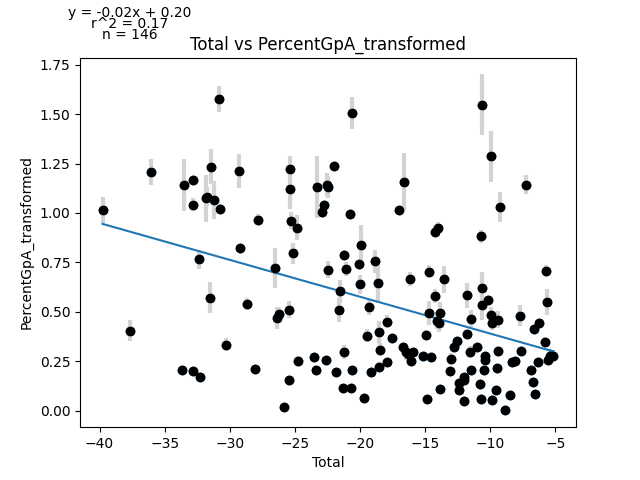 y = -0.02x + 0.20
r^2 = 0.17
n = 146
Total vs PercentGpA_transformed
1.75
1.50
1.25
1.00
0.75
0.50
0.25
0.00
PercentGpA_transformed
−40 −35 −30 −25 −20 −15 −10 −5
Total